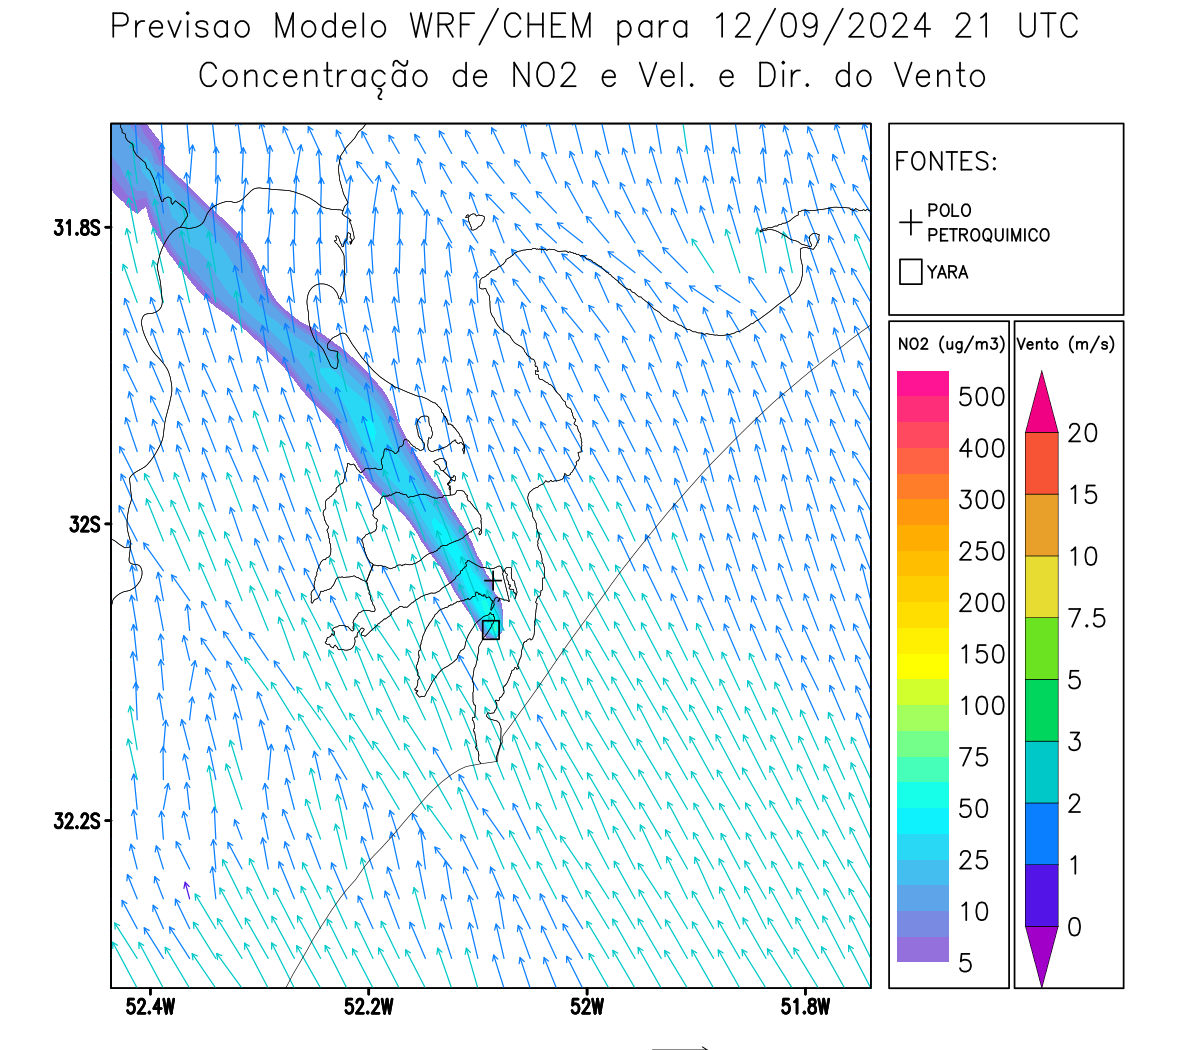 Previsao Modelo WRF/CHEM para 12/09/2024 21 UTC
Concentração de NO2 e Vel. e Dir. do Vento
FONTES:
POLO
PETROQUIMICO
YARA
NO2 (ug/m3)
500
400
300
250
200
150
100
75
50
25
10
5
Vento (m/s)
20
15
10
7.5
5
3
2
1
0
31.8S
32S
32.2S
52.4W 52.2W 52W 51.8W